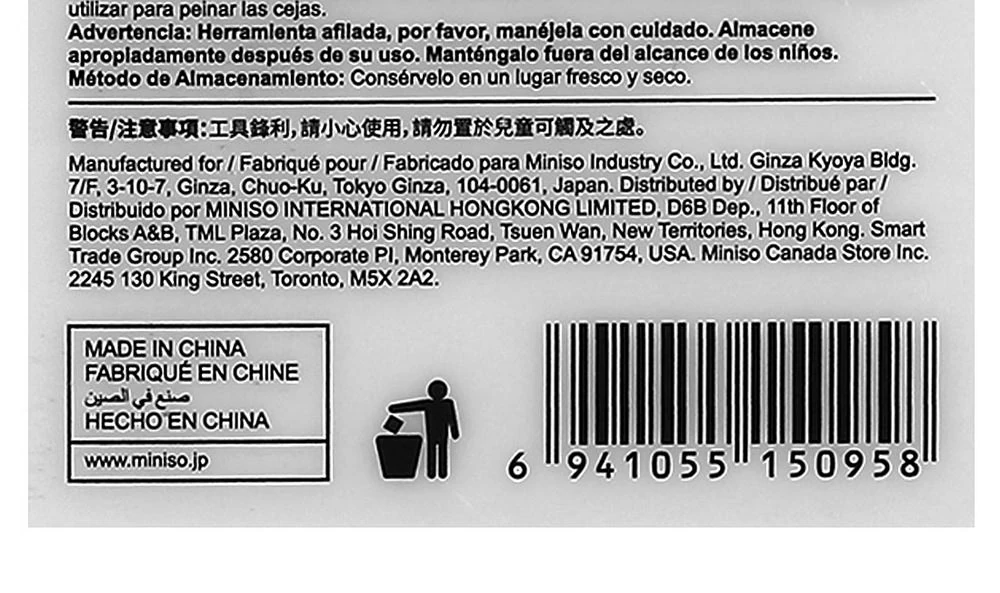 utilizar para peinar las cejas.
Advertencia: Herramienta afilada, por favor, manéjela con cuidado. Almacene
apropiadamente después de su uso. Manténgalo fuera del alcance de los niños.
Método de Almacenamiento: Consérvelo en un lugar fresco y seco.
警告/注意事項:工具鋒利,請小心使用,請勿置於兒童可觸及之處。
Manufactured for / Fabriqué pour / Fabricado para Miniso Industry Co., Ltd. Ginza Kyoya Bldg.
7/F, 3-10-7, Ginza, Chuo-Ku, Tokyo Ginza, 104-0061, Japan. Distributed by / Distribué par /
Distribuido por MINISO INTERNATIONAL HONGKONG LIMITED, D6B Dep., 11th Floor of
Blocks A&B, TML Plaza, No. 3 Hoi Shing Road, Tsuen Wan, New Territories, Hong Kong. Smart
Trade Group Inc. 2580 Corporate Pl, Monterey Park, CA 91754, USA. Miniso Canada Store Inc.
2245 130 King Street, Toronto, M5X 2A2.
MADE IN CHINA
FABRIQUÉ EN CHINE
صنع في الصين
HECHO EN CHINA
www.miniso.jp
6 941055 150958